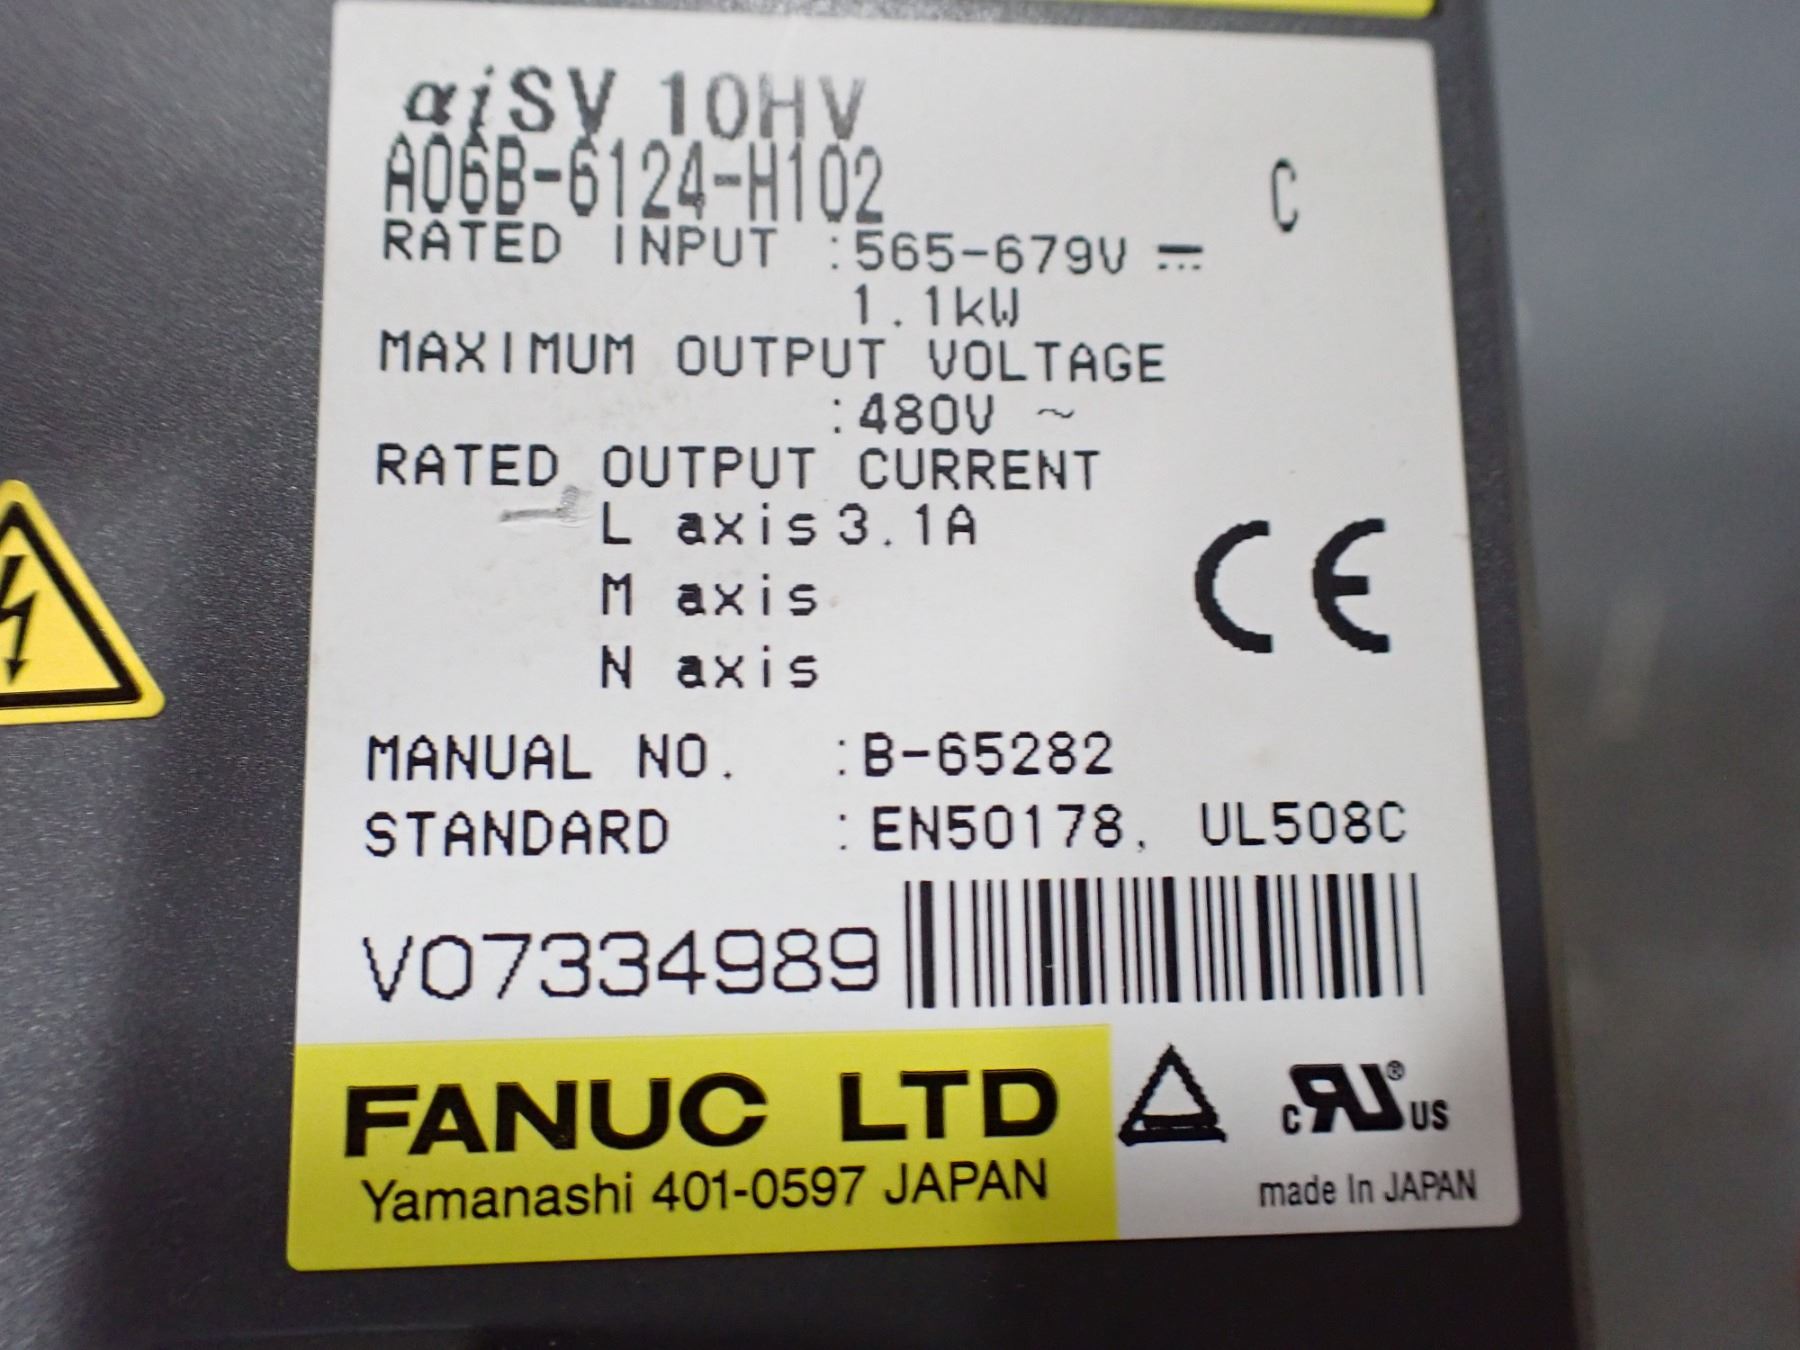 αiSV 10HV
A06B-6124-H102 C
RATED INPUT :565-679V ⎓
1.1kW
MAXIMUM OUTPUT VOLTAGE
:480V ~
RATED OUTPUT CURRENT
L axis 3.1A
M axis
N axis
CE
MANUAL NO. :B-65282
STANDARD :EN50178, UL508C
V07334989
FANUC LTD
Yamanashi 401-0597 JAPAN
c RU ® US
made in JAPAN